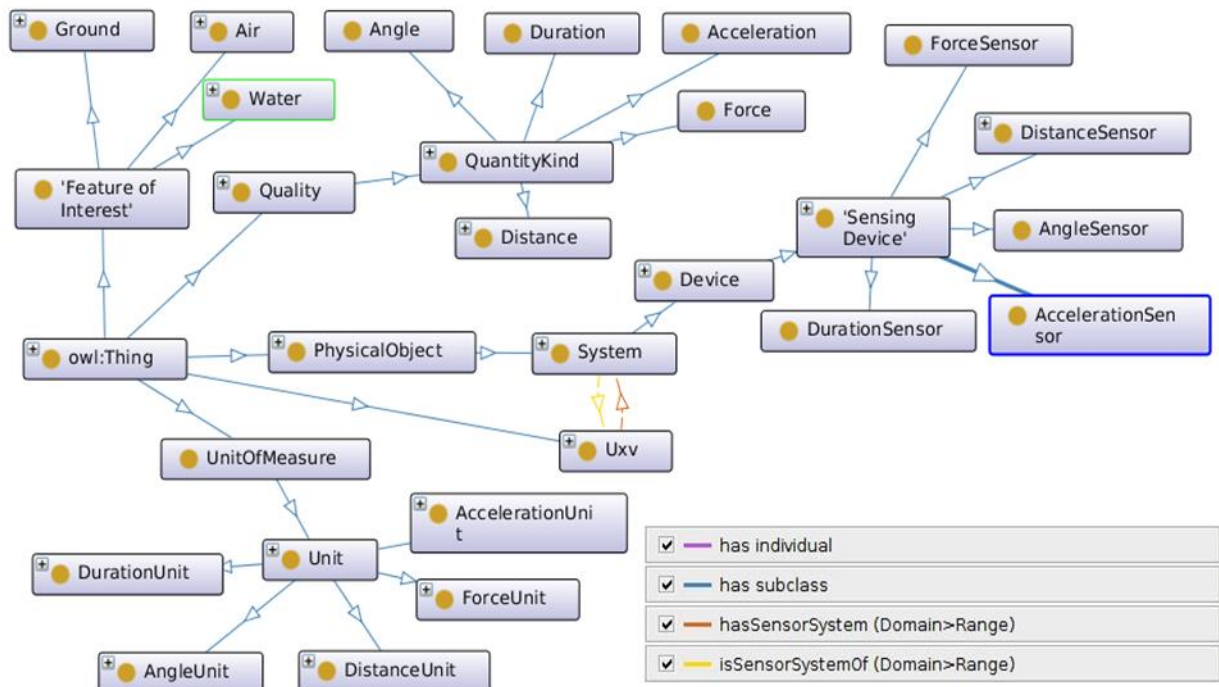 Ground
Air
Angle
Duration
Acceleration
ForceSensor
Water
Force
DistanceSensor
'Feature of
Interest'
Quality
QuantityKind
'Sensing
Device'
AngleSensor
Distance
Device
AccelerationSen
sor
DurationSensor
owl:Thing
PhysicalObject
System
UnitOfMeasure
Uxv
AccelerationUni
t
DurationUnit
Unit
ForceUnit
AngleUnit
DistanceUnit
has individual
has subclass
hasSensorSystem (Domain>Range)
isSensorSystemOf (Domain>Range)